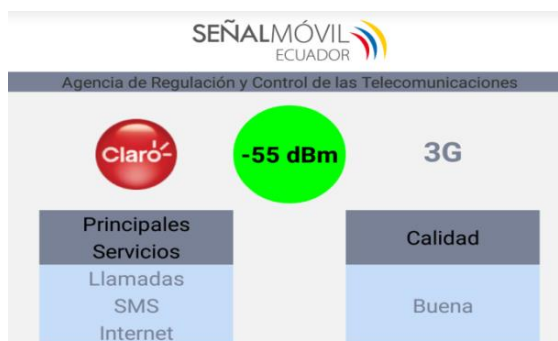 SEÑALMÓVIL
ECUADOR
Agencia de Regulación y Control de las Telecomunicaciones
Claro-
-55 dBm
3G
Principales
Servicios
Calidad
Llamadas
SMS
Internet
Buena